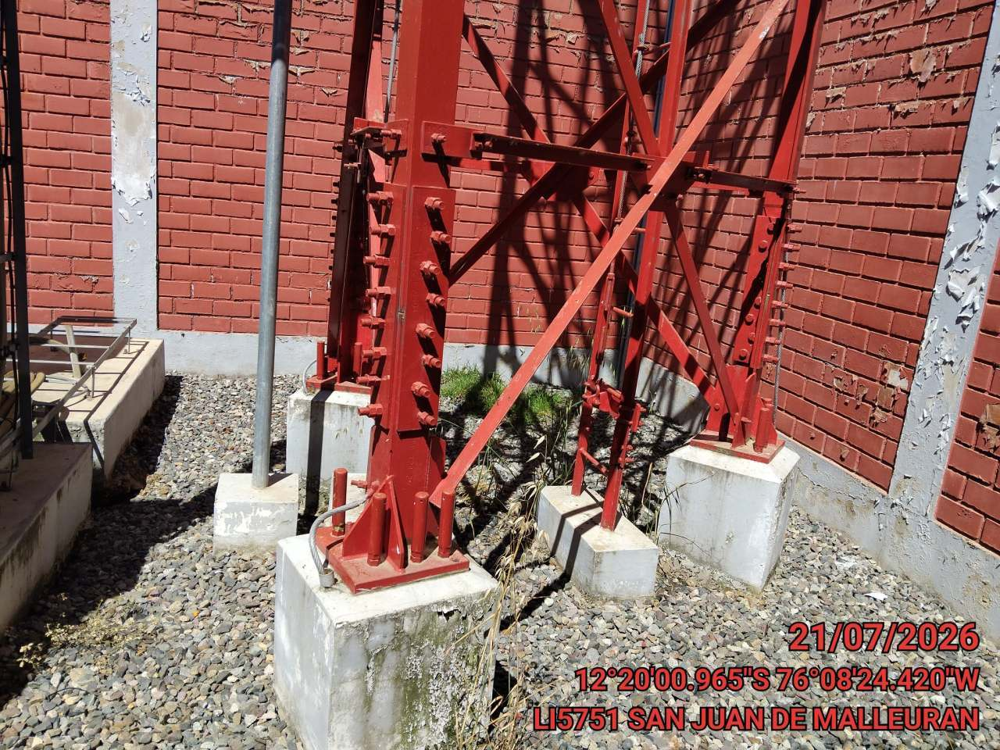 21/07/2026
12°20'00.965"S 76°08'24.420"W
LI5751 SAN JUAN DE MALLEURAN